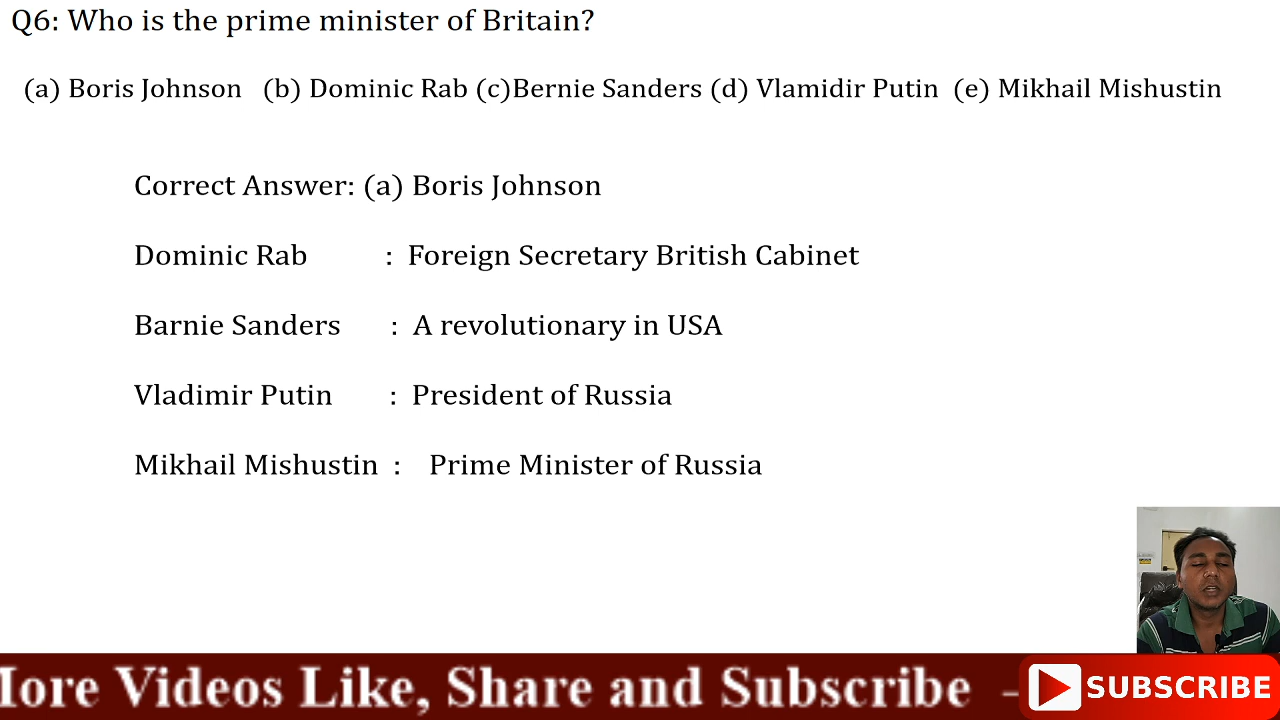 Q6: Who is the prime minister of Britain?
(a) Boris Johnson (b) Dominic Rab (c)Bernie Sanders (d) Vlamidir Putin (e) Mikhail Mishustin
Correct Answer: (a) Boris Johnson
Dominic Rab : Foreign Secretary British Cabinet
Barnie Sanders : A revolutionary in USA
Vladimir Putin : President of Russia
Mikhail Mishustin : Prime Minister of Russia
Videos Like, Share and Subscribe –
SUBSCRIBE